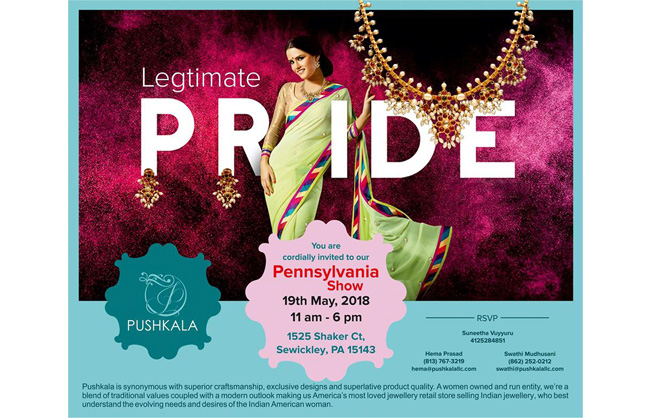 Legtimate
PRIDE
PUSHKALA
You are
cordially invited to our
Pennsylvania
Show
19th May, 2018
11 am - 6 pm
1525 Shaker Ct,
Sewickley, PA 15143
RSVP
Suneetha Vuyyuru
4125284851
Hema Prasad
(813) 767-3219
hema@pushkalallc.com
Swathi Mudhusani
(862) 252-0212
swathi@pushkalallc.com
Pushkala is synonymous with superior craftsmanship, exclusive designs and superlative product quality. A women owned and run entity, we're a
blend of traditional values coupled with a modern outlook making us America's most loved jewellery retail store selling Indian jewellery, who best
understand the evolving needs and desires of the Indian American woman.